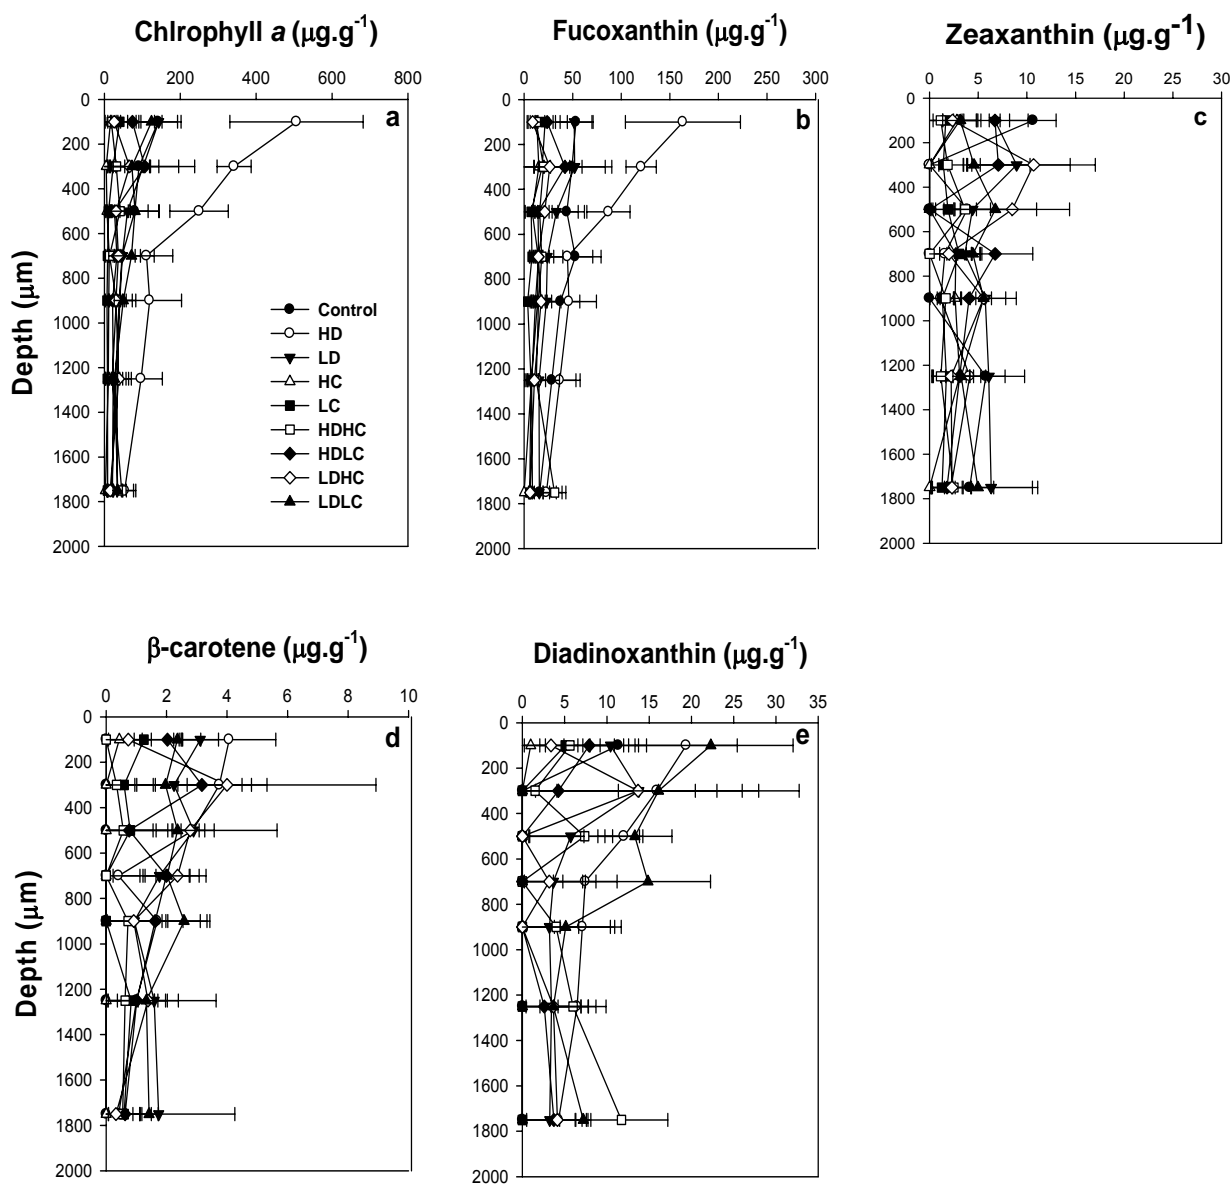 Chlrophyll a (μg.g-1)
0 200 400 600 800
0
200
400
600
800
1000
1200
1400
1600
1800
2000
Depth (μm)
a
Control
HD
LD
HC
LC
HDHC
HDLC
LDHC
LDLC
Fucoxanthin (μg.g-1)
0 50 100 150 200 250 300
0
200
400
600
800
1000
1200
1400
1600
1800
2000
b
Zeaxanthin (μg.g-1)
0 5 10 15 20 25 30
0
200
400
600
800
1000
1200
1400
1600
1800
2000
c
β-carotene (μg.g-1)
0 2 4 6 8 10
0
200
400
600
800
1000
1200
1400
1600
1800
2000
Depth (μm)
d
Diadinoxanthin (μg.g-1)
0 5 10 15 20 25 30 35
0
200
400
600
800
1000
1200
1400
1600
1800
2000
e